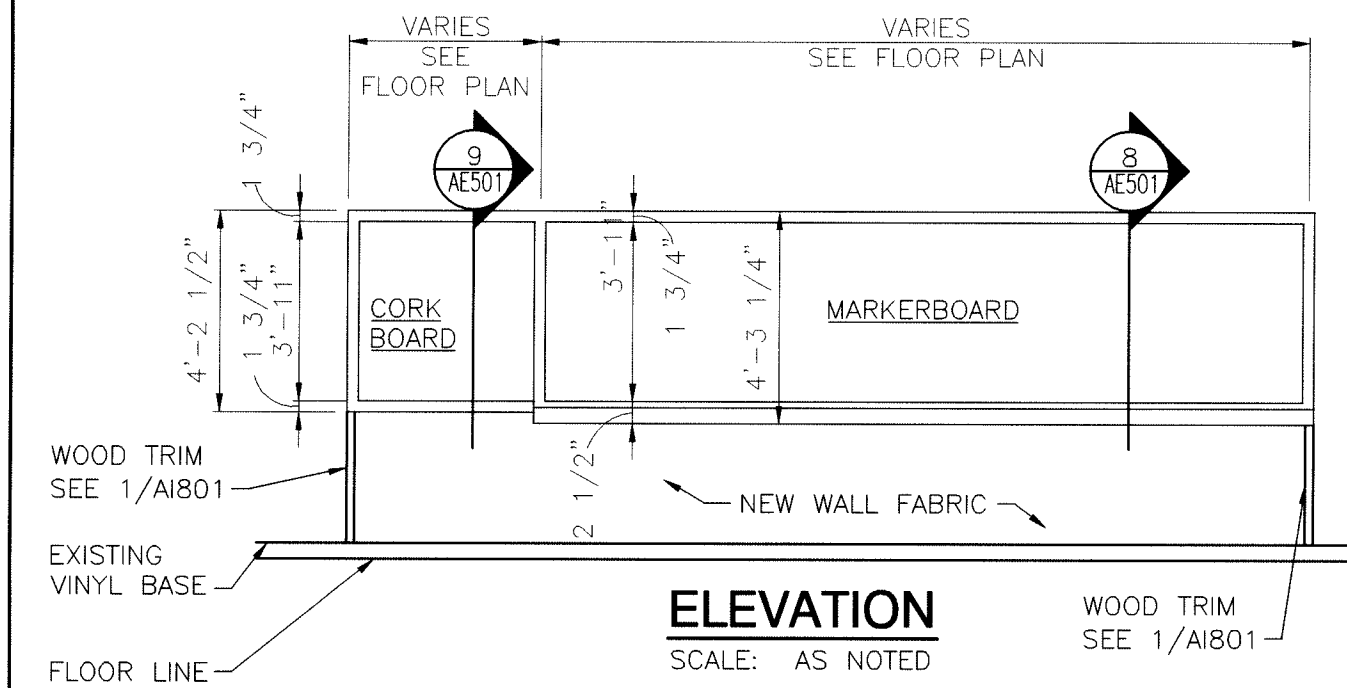 VARIES
SEE
FLOOR PLAN
VARIES
SEE FLOOR PLAN
1 3/4"
9
AE501
8
AE501
4'-2 1/2"
1 3/4"
3'-11"
CORK
BOARD
3'-11"
1 3/4"
4'-3 1/4"
MARKERBOARD
2 1/2"
WOOD TRIM
SEE 1/AI801
NEW WALL FABRIC
EXISTING
VINYL BASE
FLOOR LINE
ELEVATION
SCALE: AS NOTED
WOOD TRIM
SEE 1/AI801